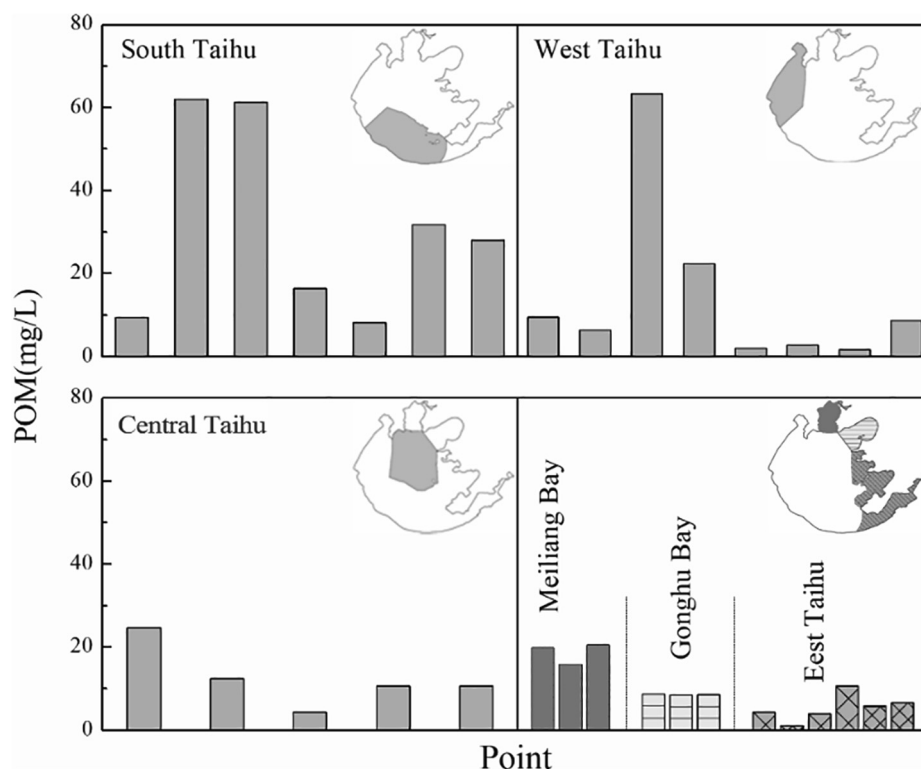 80
60
40
20
0
South Taihu
West Taihu
POM(mg/L)
80
60
40
20
0
Central Taihu
Meiliang Bay
Gonghu Bay
Eest Taihu
Point